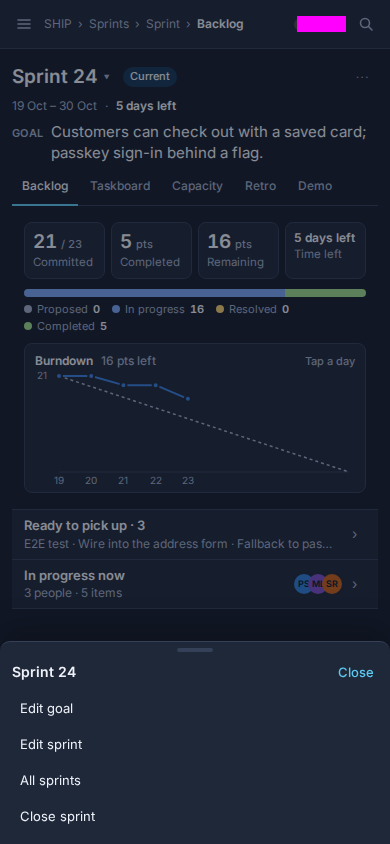 SHIP › Sprints › Sprint › Backlog
Sprint 24 ▾ Current ...
19 Oct – 30 Oct · 5 days left
GOAL Customers can check out with a saved card;
passkey sign-in behind a flag.
Backlog Taskboard Capacity Retro Demo
21 / 23 5 pts 16 pts 5 days left
Committed Completed Remaining Time left
Proposed 0 In progress 16 Resolved 0
Completed 5
Burndown 16 pts left Tap a day
21
19 20 21 22 23
Ready to pick up · 3
E2E test · Wire into the address form · Fallback to pas...
In progress now
3 people · 5 items PS SR
Sprint 24 Close
Edit goal
Edit sprint
All sprints
Close sprint